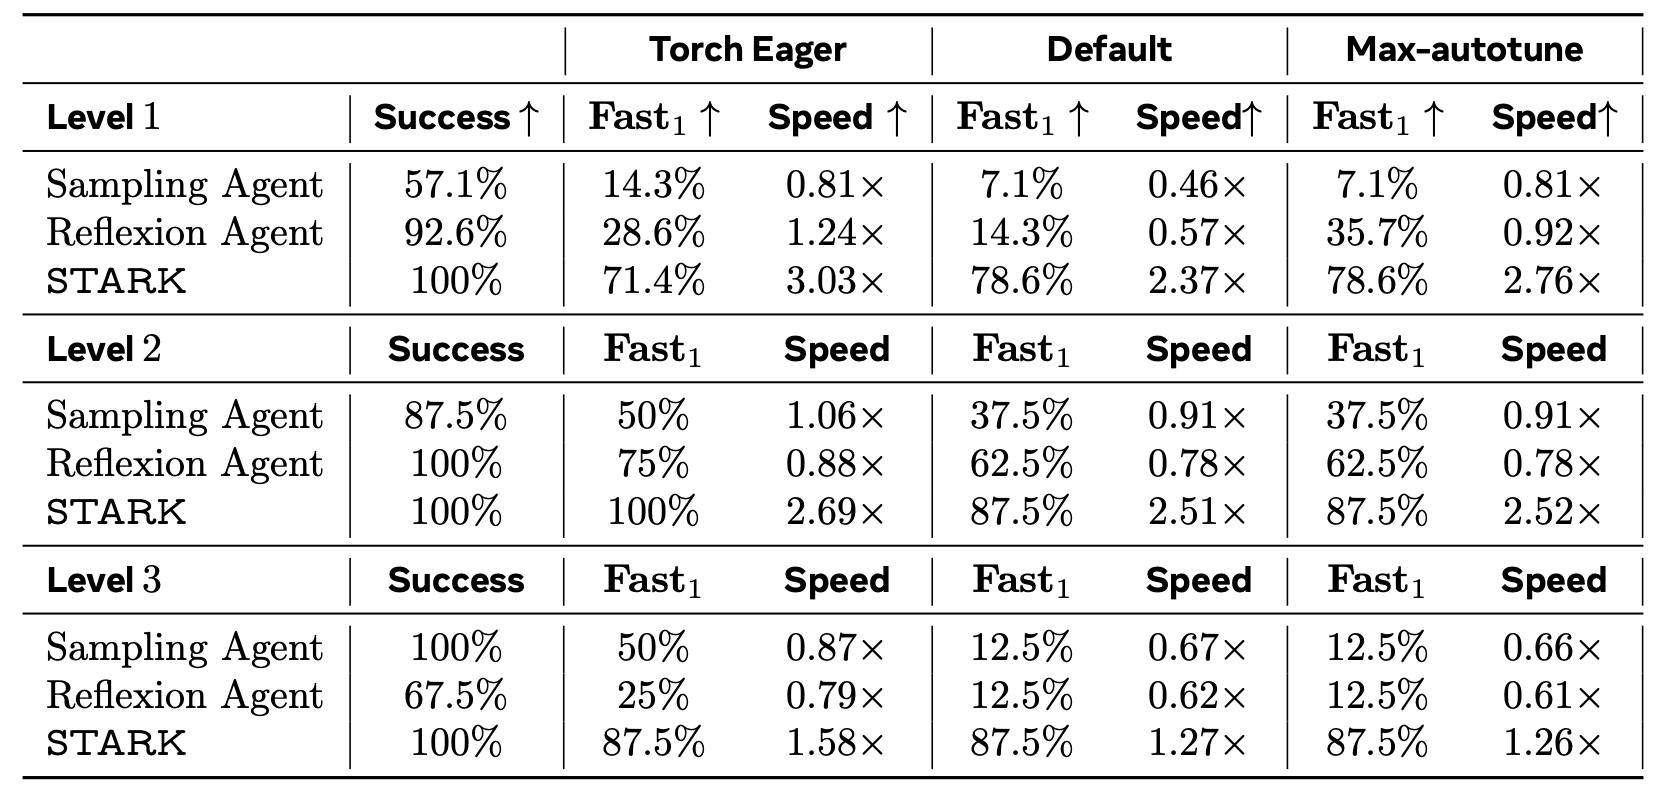 Torch Eager Default Max-autotune
Level 1 Success ↑ Fast₁ ↑ Speed ↑ Fast₁ ↑ Speed↑ Fast₁ ↑ Speed↑
Sampling Agent 57.1% 14.3% 0.81× 7.1% 0.46× 7.1% 0.81×
Reflexion Agent 92.6% 28.6% 1.24× 14.3% 0.57× 35.7% 0.92×
STARK 100% 71.4% 3.03× 78.6% 2.37× 78.6% 2.76×
Level 2 Success Fast₁ Speed Fast₁ Speed Fast₁ Speed
Sampling Agent 87.5% 50% 1.06× 37.5% 0.91× 37.5% 0.91×
Reflexion Agent 100% 75% 0.88× 62.5% 0.78× 62.5% 0.78×
STARK 100% 100% 2.69× 87.5% 2.51× 87.5% 2.52×
Level 3 Success Fast₁ Speed Fast₁ Speed Fast₁ Speed
Sampling Agent 100% 50% 0.87× 12.5% 0.67× 12.5% 0.66×
Reflexion Agent 67.5% 25% 0.79× 12.5% 0.62× 12.5% 0.61×
STARK 100% 87.5% 1.58× 87.5% 1.27× 87.5% 1.26×